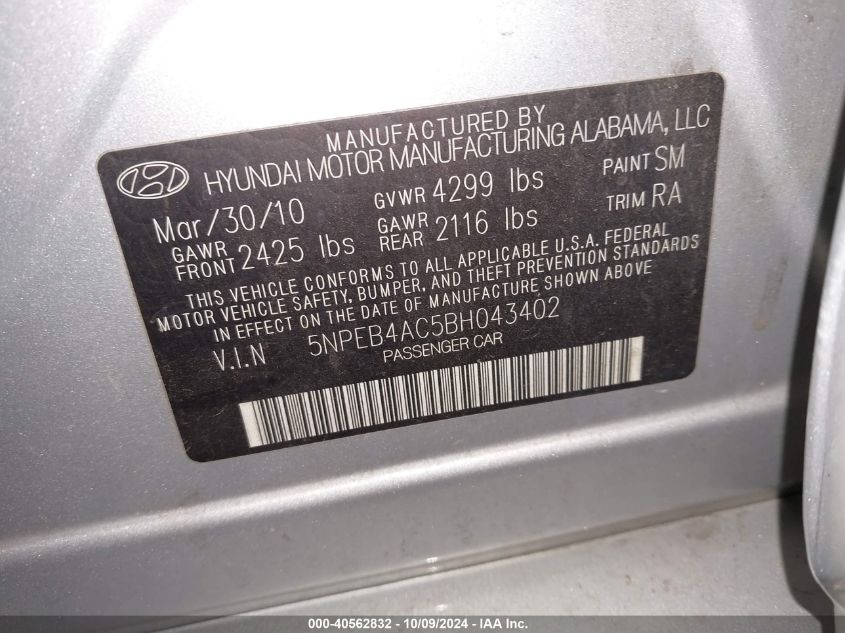 MANUFACTURED BY
HYUNDAI MOTOR MANUFACTURING ALABAMA, LLC
Mar/30/10 GVWR 4299 lbs PAINT SM
GAWR FRONT 2425 lbs GAWR REAR 2116 lbs TRIM RA
THIS VEHICLE CONFORMS TO ALL APPLICABLE U.S.A. FEDERAL
MOTOR VEHICLE SAFETY, BUMPER, AND THEFT PREVENTION STANDARDS
IN EFFECT ON THE DATE OF MANUFACTURE SHOWN ABOVE
V.I.N 5NPEB4AC5BH043402
PASSENGER CAR
000-40562832 - 10/09/2024 - IAA Inc.